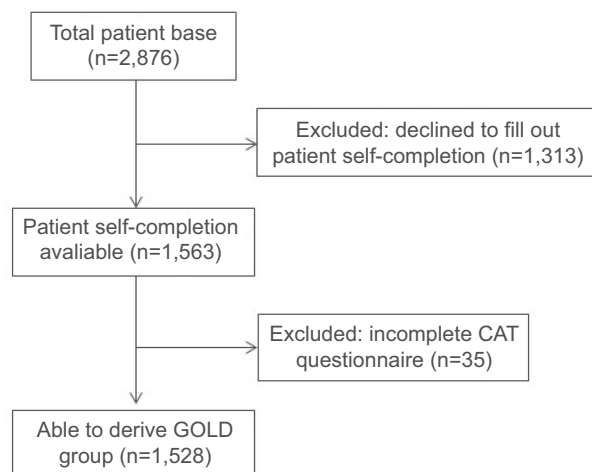 Total patient base
(n=2,876)
Excluded: declined to fill out
patient self-completion (n=1,313)
Patient self-completion
avaliable (n=1,563)
Excluded: incomplete CAT
questionnaire (n=35)
Able to derive GOLD
group (n=1,528)